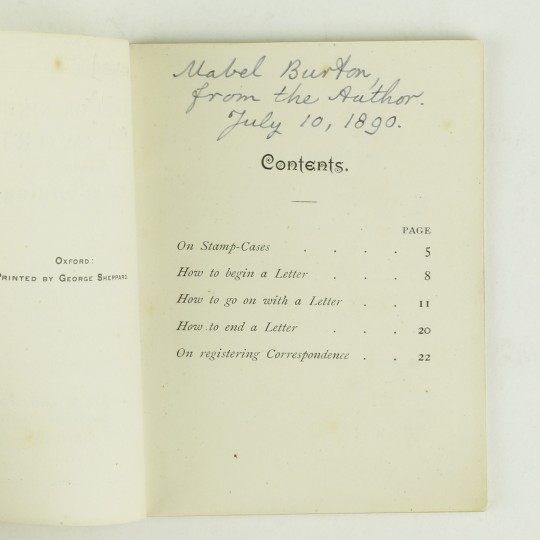 Oxford:
Printed by George Sheppard.
Mabel Burton,
from the Author.
July 10, 1890.
Contents.
PAGE
On Stamp-Cases . . . . 5
How to begin a Letter . . . 8
How to go on with a Letter . . 11
How to end a Letter . . . 20
On registering Correspondence . . 22